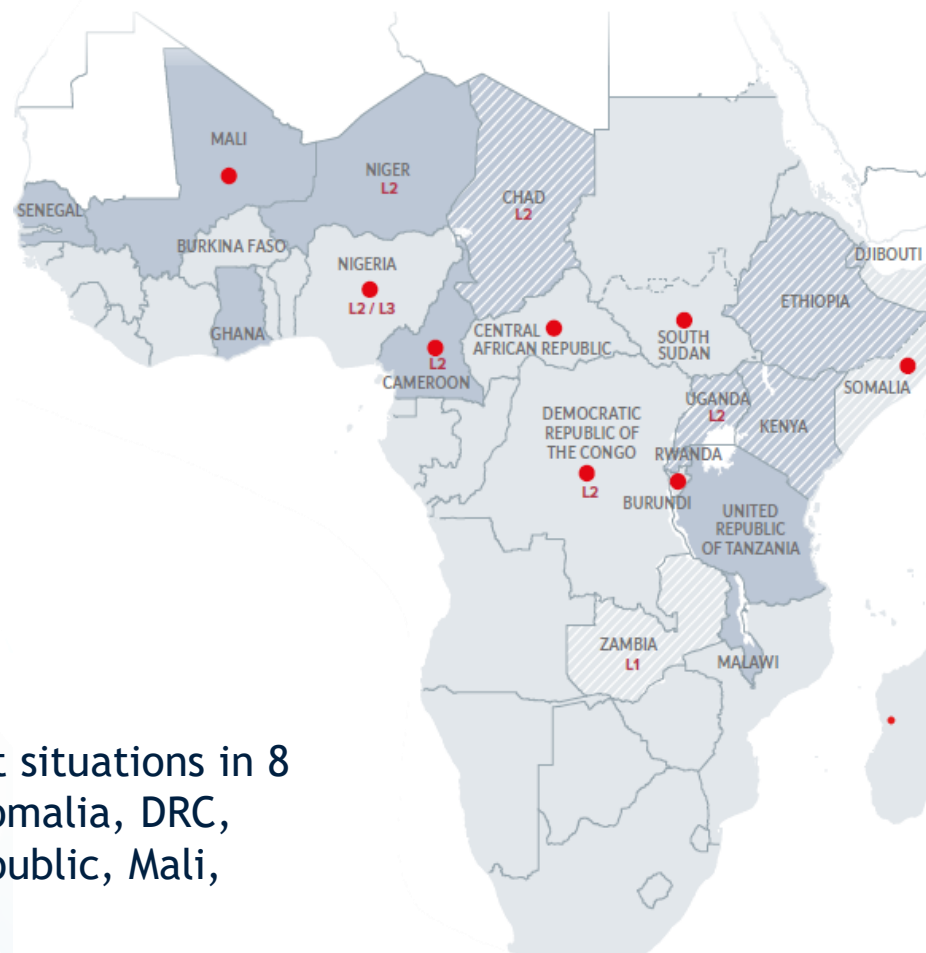 MALI
NIGER
L2
CHAD
L2
SENEGAL
BURKINA FASO
NIGERIA
L2 / L3
DJIBOUTI
ETHIOPIA
GHANA
CENTRAL
AFRICAN REPUBLIC
SOUTH
SUDAN
L2
CAMEROON
SOMALIA
UGANDA
L2
KENYA
DEMOCRATIC
REPUBLIC OF
THE CONGO
L2
RWANDA
BURUNDI
UNITED
REPUBLIC
OF TANZANIA
ZAMBIA
L1
MALAWI
t situations in 8
omalia, DRC,
public, Mali,